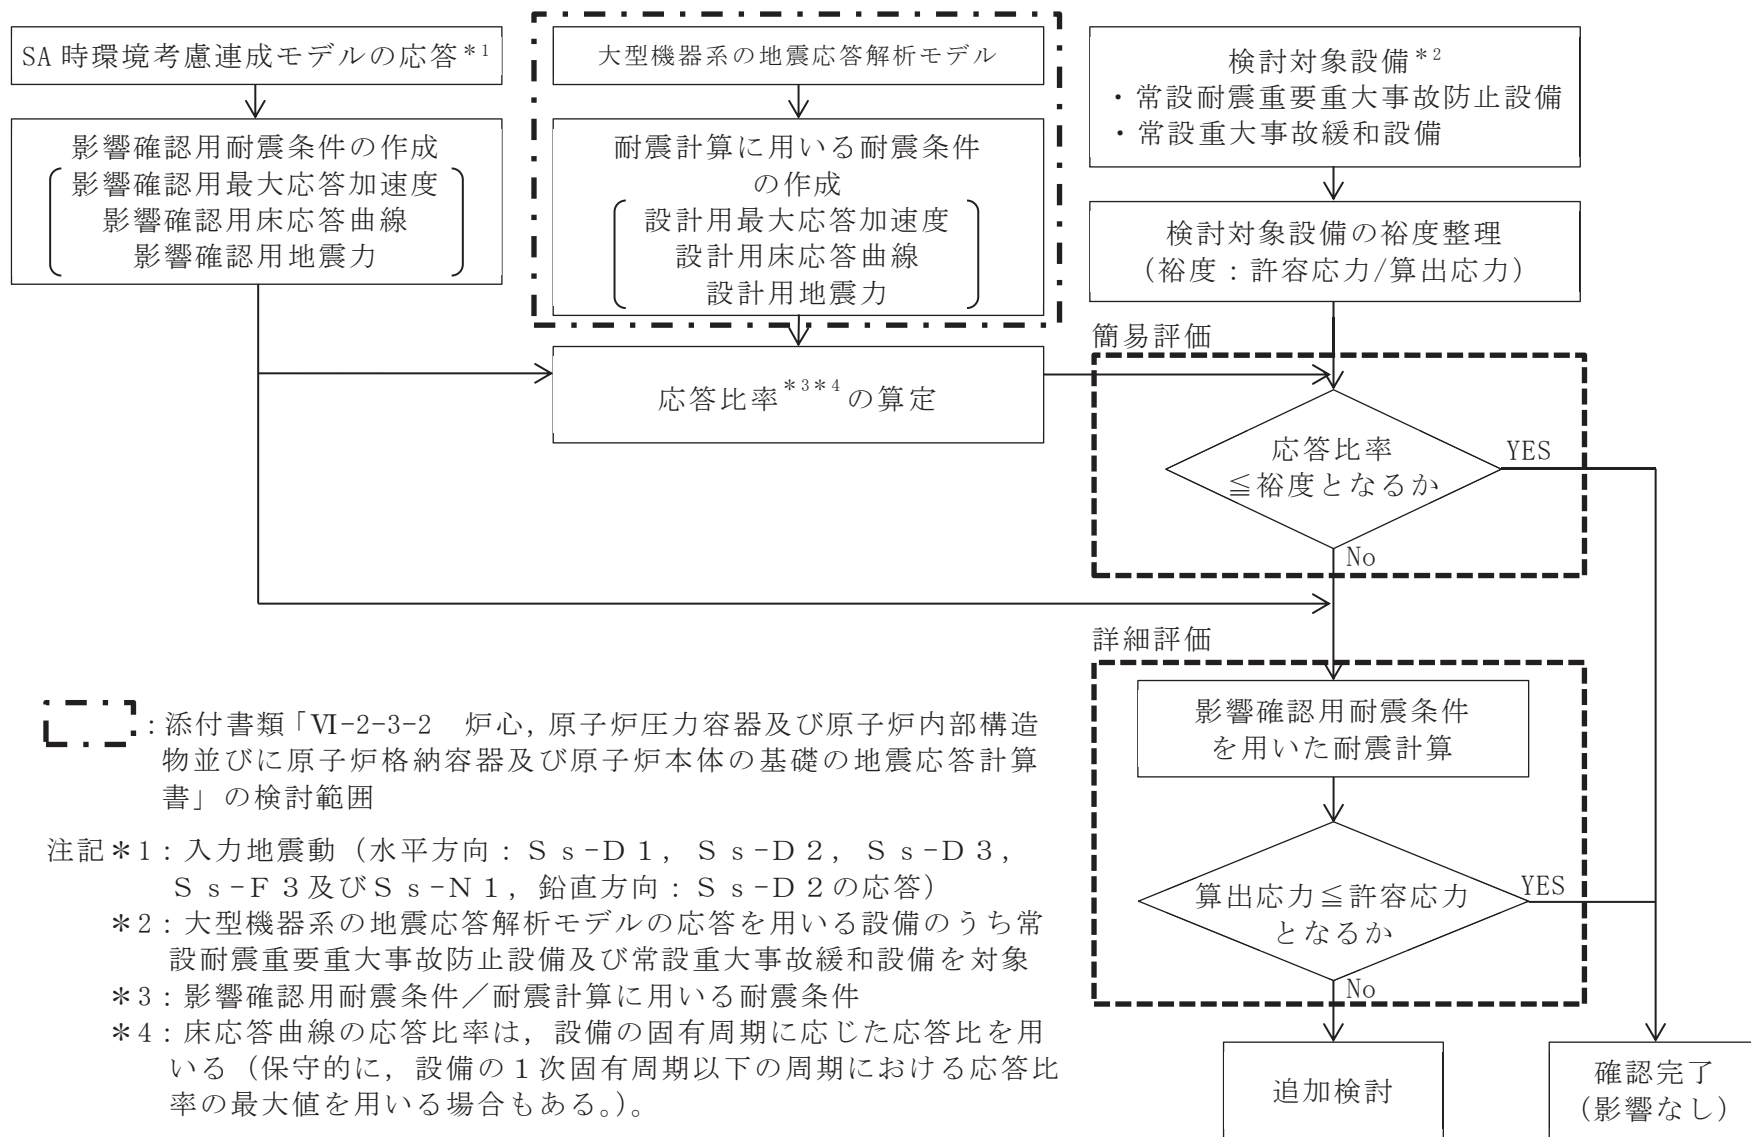 SA時環境考慮連成モデルの応答*1
影響確認用耐震条件の作成
影響確認用最大応答加速度
影響確認用床応答曲線
影響確認用地震力
大型機器系の地震応答解析モデル
耐震計算に用いる耐震条件
の作成
設計用最大応答加速度
設計用床応答曲線
設計用地震力
応答比率*3*4の算定
検討対象設備*2
・常設耐震重要重大事故防止設備
・常設重大事故緩和設備
検討対象設備の裕度整理
(裕度:許容応力/算出応力)
簡易評価
応答比率
≦裕度となるか
YES
No
詳細評価
影響確認用耐震条件
を用いた耐震計算
算出応力≦許容応力
となるか
YES
No
追加検討
確認完了
(影響なし)
:添付書類「Ⅵ-2-3-2 炉心,原子炉圧力容器及び原子炉内部構造
物並びに原子炉格納容器及び原子炉本体の基礎の地震応答計算
書」の検討範囲
注記*1:入力地震動(水平方向:Ss-D1,Ss-D2,Ss-D3,
Ss-F3及びSs-N1,鉛直方向:Ss-D2の応答)
*2:大型機器系の地震応答解析モデルの応答を用いる設備のうち常
設耐震重要重大事故防止設備及び常設重大事故緩和設備を対象
*3:影響確認用耐震条件/耐震計算に用いる耐震条件
*4:床応答曲線の応答比率は,設備の固有周期に応じた応答比を用
いる(保守的に,設備の1次固有周期以下の周期における応答比
率の最大値を用いる場合もある。)。